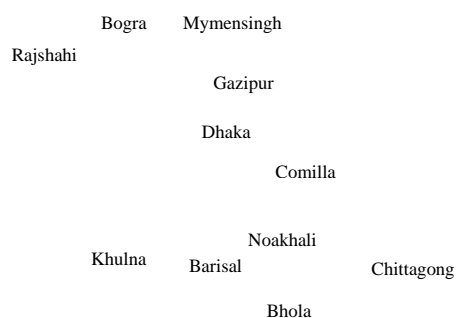 Bogra Mymensingh
Rajshahi
Gazipur
Dhaka
Comilla
Noakhali
Khulna Barisal Chittagong
Bhola